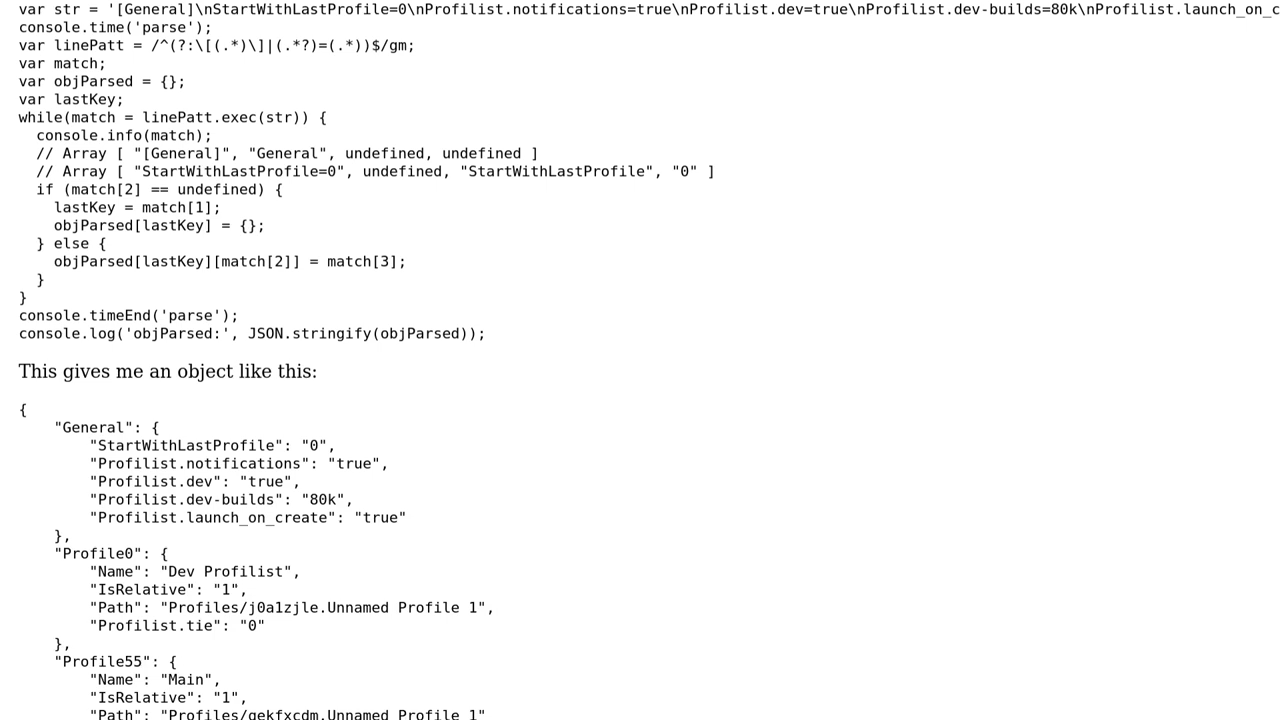 var str = '[General]\nStartWithLastProfile=0\nProfilist.notifications=true\nProfilist.dev=true\nProfilist.dev-builds=80k\nProfilist.launch_on_c
console.time('parse');
var linePatt = /^(?:\[(.*)\]|(.*?)=(.*))$/gm;
var match;
var objParsed = {};
var lastKey;
while(match = linePatt.exec(str)) {
  console.info(match);
  // Array [ "[General]", "General", undefined, undefined ]
  // Array [ "StartWithLastProfile=0", undefined, "StartWithLastProfile", "0" ]
  if (match[2] == undefined) {
    lastKey = match[1];
    objParsed[lastKey] = {};
  } else {
    objParsed[lastKey][match[2]] = match[3];
  }
}
console.timeEnd('parse');
console.log('objParsed:', JSON.stringify(objParsed));
This gives me an object like this:
{
    "General": {
        "StartWithLastProfile": "0",
        "Profilist.notifications": "true",
        "Profilist.dev": "true",
        "Profilist.dev-builds": "80k",
        "Profilist.launch_on_create": "true"
    },
    "Profile0": {
        "Name": "Dev Profilist",
        "IsRelative": "1",
        "Path": "Profiles/j0a1zjle.Unnamed Profile 1",
        "Profilist.tie": "0"
    },
    "Profile55": {
        "Name": "Main",
        "IsRelative": "1",
        "Path": "Profiles/gekfxcdm.Unnamed Profile 1"